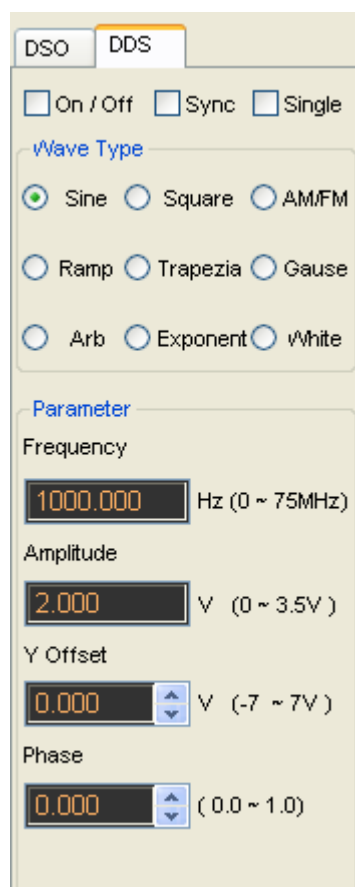 DSO DDS
On / Off Sync Single
Wave Type
Sine Square AM/FM
Ramp Trapezia Gause
Arb Exponent White
Parameter
Frequency
1000.000 Hz (0 ~ 75MHz)
Amplitude
2.000 V (0 ~ 3.5V )
Y Offset
0.000 V (-7 ~ 7V )
Phase
0.000 ( 0.0 ~ 1.0)